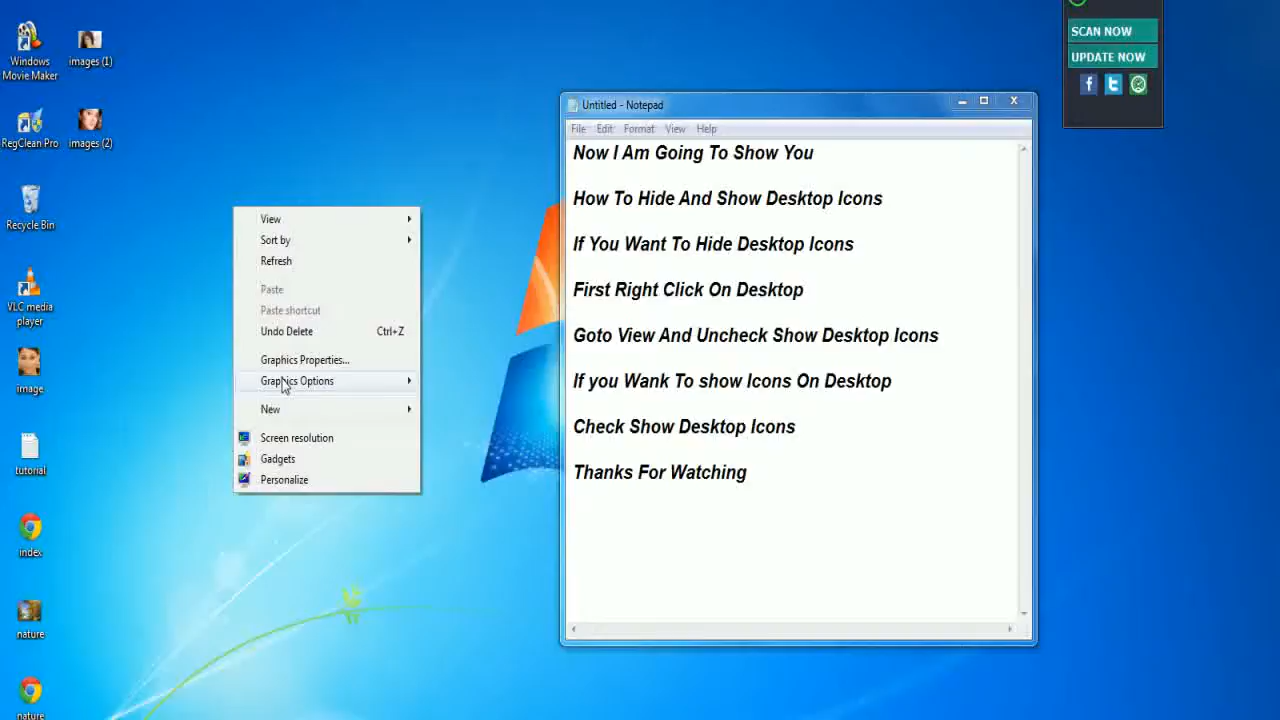 Windows
Movie Maker
images (1)
RegClean Pro
images (2)
Recycle Bin
VLC media
player
image
tutorial
index
nature
nature
View
Sort by
Refresh
Paste
Paste shortcut
Undo Delete Ctrl+Z
Graphics Properties...
Graphics Options
New
Screen resolution
Gadgets
Personalize
Untitled - Notepad
File Edit Format View Help
Now I Am Going To Show You
How To Hide And Show Desktop Icons
If You Want To Hide Desktop Icons
First Right Click On Desktop
Goto View And Uncheck Show Desktop Icons
If you Wank To show Icons On Desktop
Check Show Desktop Icons
Thanks For Watching
SCAN NOW
UPDATE NOW